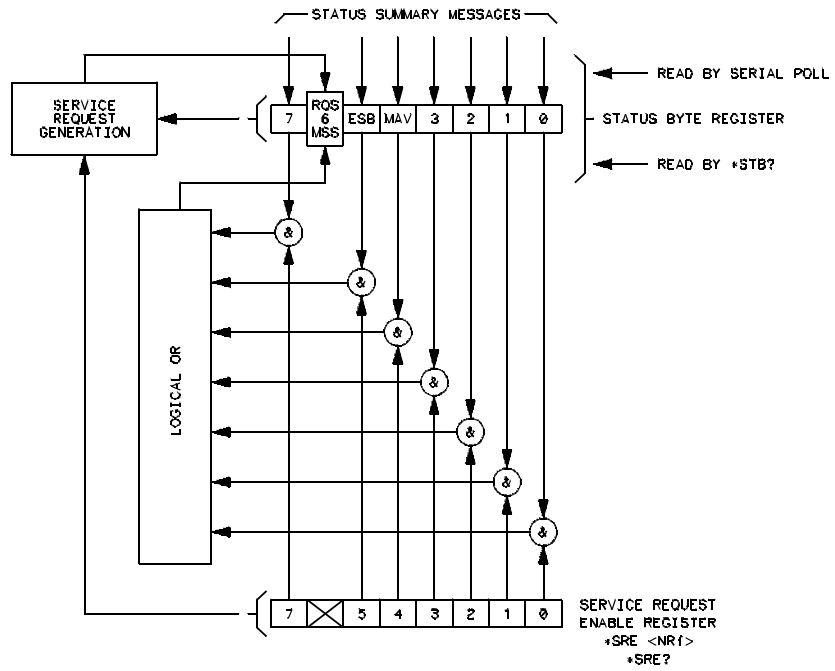 STATUS SUMMARY MESSAGES
READ BY SERIAL POLL
SERVICE
REQUEST
GENERATION
7
RQS
6
MSS
ESB
MAV
3
2
1
0
STATUS BYTE REGISTER
READ BY *STB?
&
&
&
&
&
&
&
LOGICAL OR
7
5
4
3
2
1
0
SERVICE REQUEST
ENABLE REGISTER
*SRE <NRf>
*SRE?